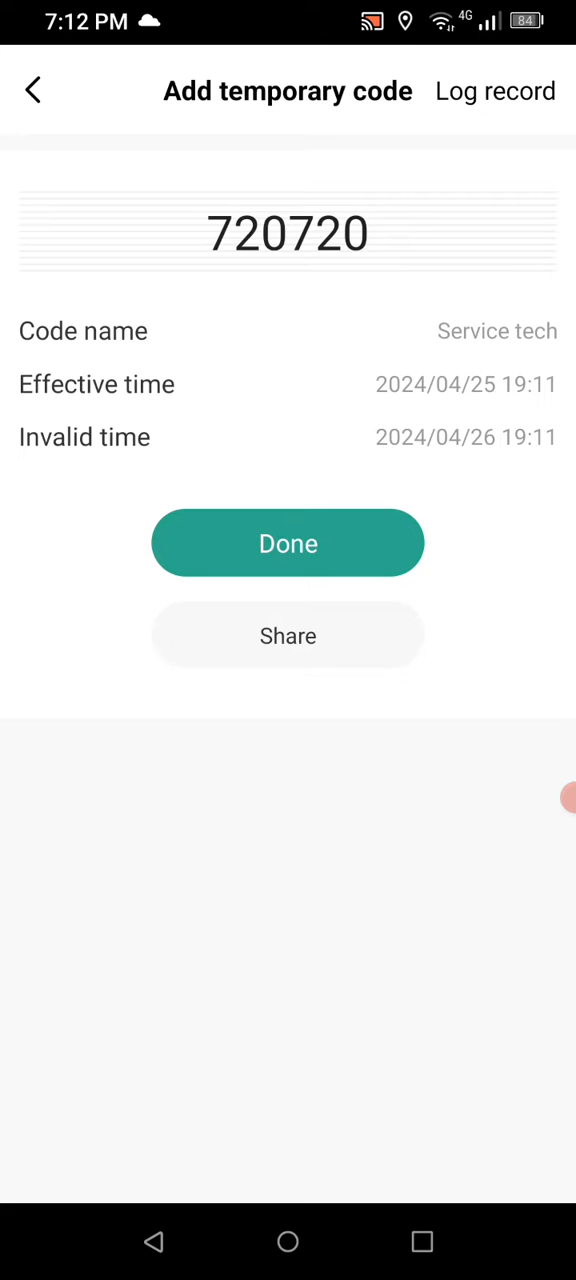 7:12 PM 4G 84
Add temporary code Log record
720720
Code name Service tech
Effective time 2024/04/25 19:11
Invalid time 2024/04/26 19:11
Done
Share